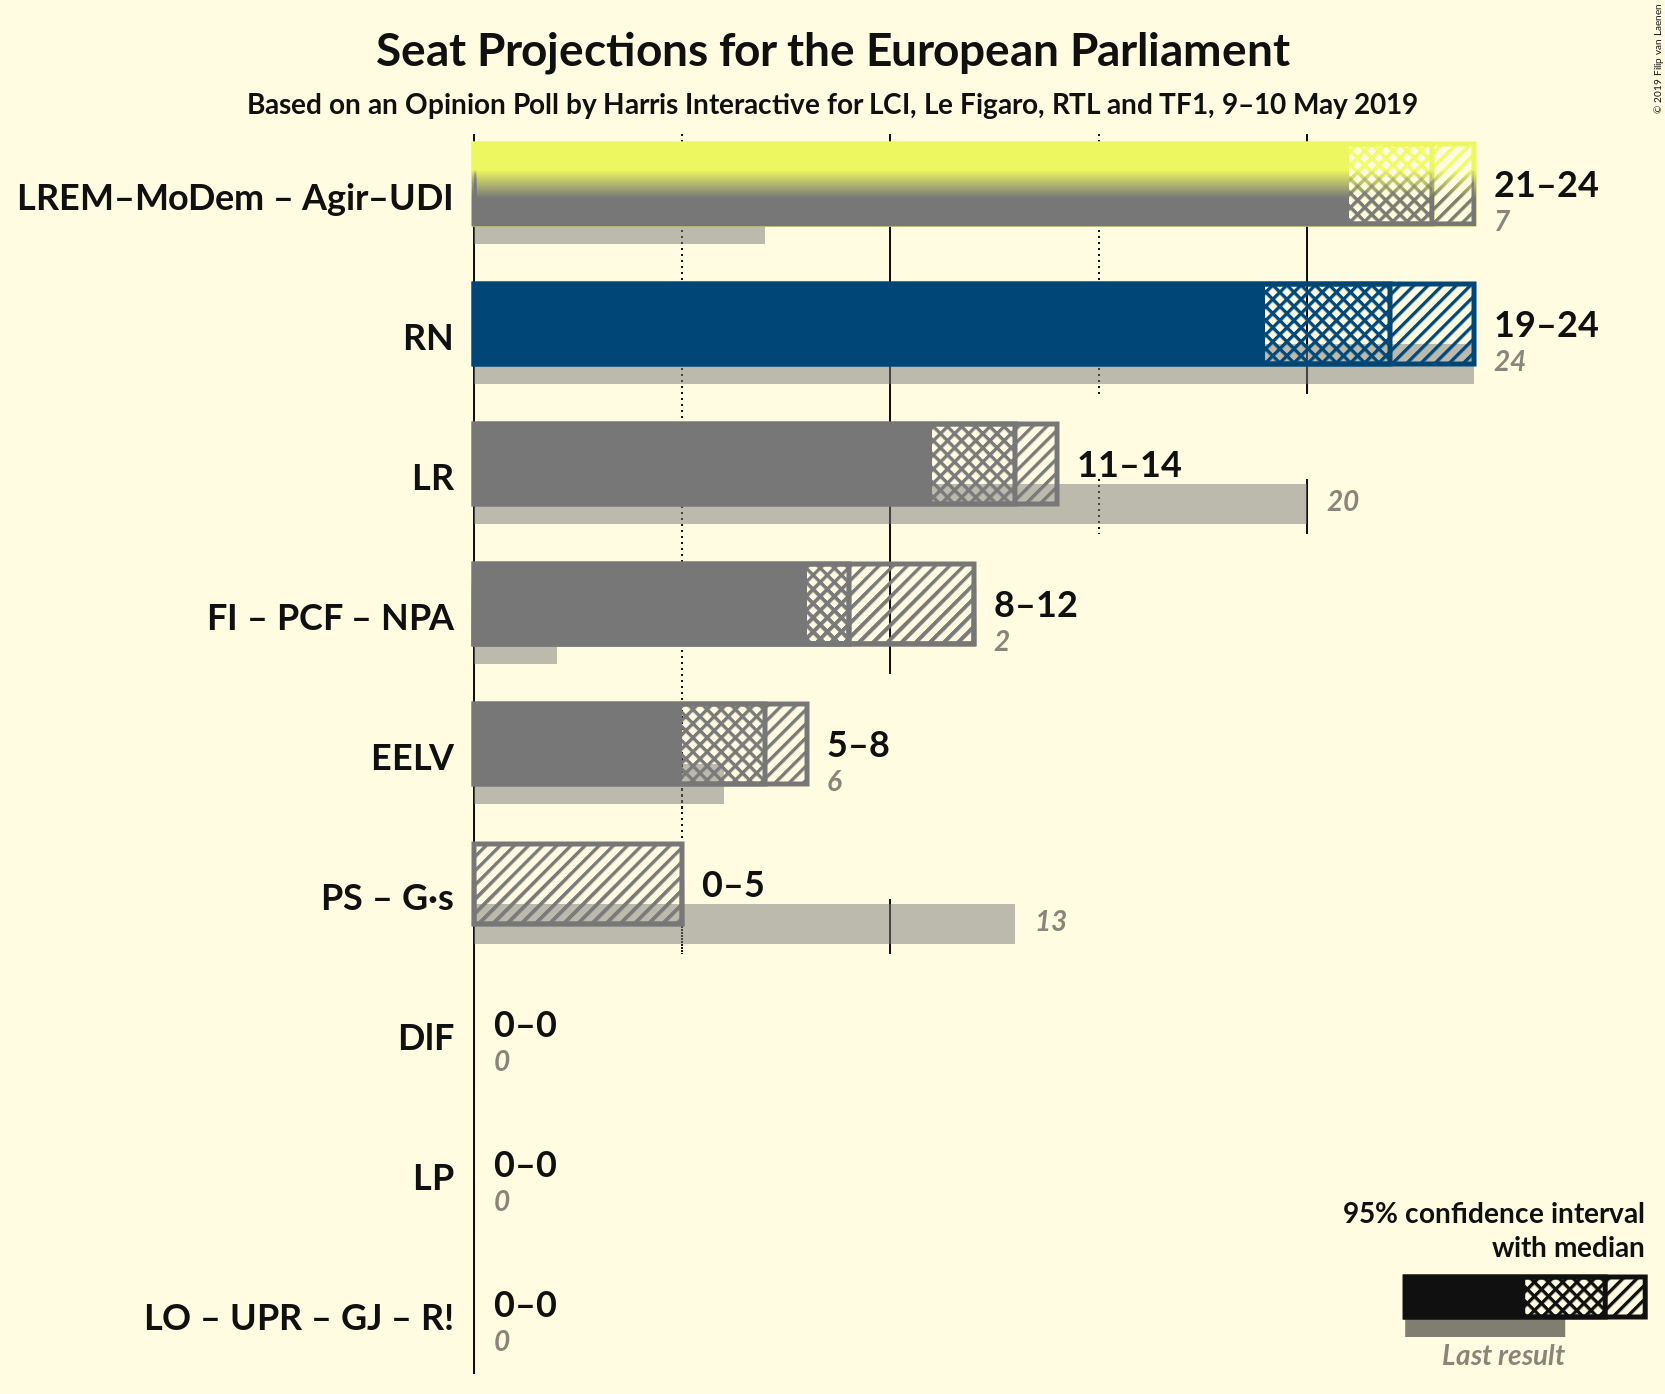 Seat Projections for the European Parliament
Based on an Opinion Poll by Harris Interactive for LCI, Le Figaro, RTL and TF1, 9–10 May 2019
© 2019 Filip van Laenen
LREM–MoDem – Agir–UDI
21–24
7
RN
19–24
24
LR
11–14
20
FI – PCF – NPA
8–12
2
EELV
5–8
6
PS – G·s
0–5
13
DlF
0–0
0
LP
0–0
0
LO – UPR – GJ – R!
0–0
0
95% confidence interval
with median
Last result